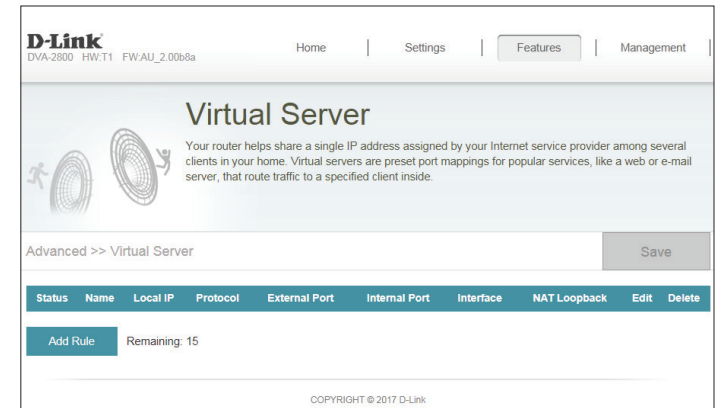 D-Link
DVA-2800 HW:T1 FW:AU_2.00b8a
Home | Settings | Features | Management |
Virtual Server
Your router helps share a single IP address assigned by your Internet service provider among several
clients in your home. Virtual servers are preset port mappings for popular services, like a web or e-mail
server, that route traffic to a specified client inside.
Advanced >> Virtual Server
Save
Status Name Local IP Protocol External Port Internal Port Interface NAT Loopback Edit Delete
Add Rule Remaining: 15
COPYRIGHT © 2017 D-Link